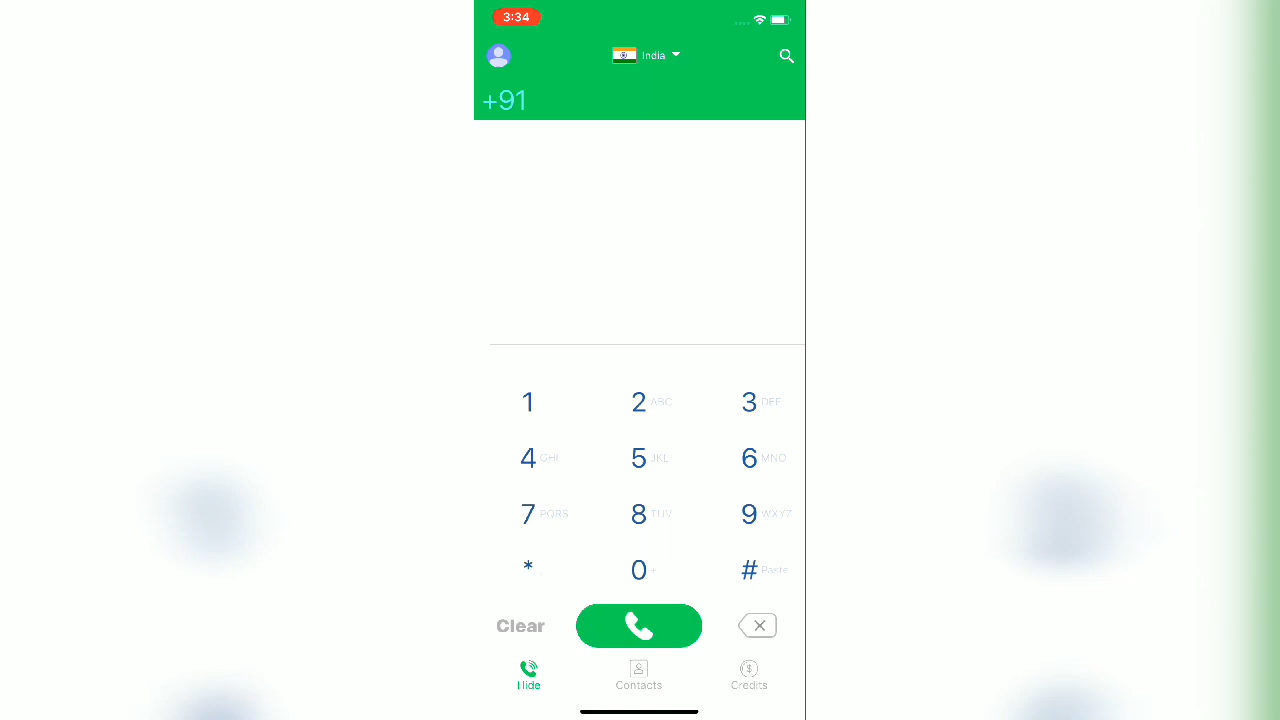 3:34
India
+91
1
2 ABC
3 DEF
4 GHI
5 JKL
6 MNO
7 PQRS
8 TUV
9 WXYZ
*
0 +
# Paste
Clear
Hide
Contacts
Credits